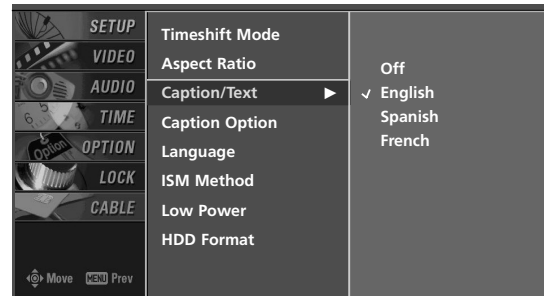 SETUP
VIDEO
AUDIO
TIME
Option OPTION
LOCK
CABLE
Timeshift Mode
Aspect Ratio
Caption/Text
Caption Option
Language
ISM Method
Low Power
HDD Format
Off
English
Spanish
French
Move MENU Prev